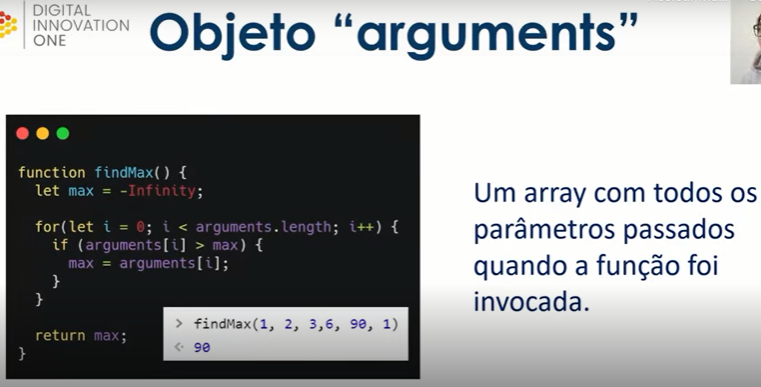 DIGITAL
INNOVATION
ONE
Objeto “arguments”
function findMax() {
  let max = -Infinity;
  for(let i = 0; i < arguments.length; i++) {
    if (arguments[i] > max) {
      max = arguments[i];
    }
  }
  return max;
}
> findMax(1, 2, 3,6, 90, 1)
<· 90
Um array com todos os
parâmetros passados
quando a função foi
invocada.